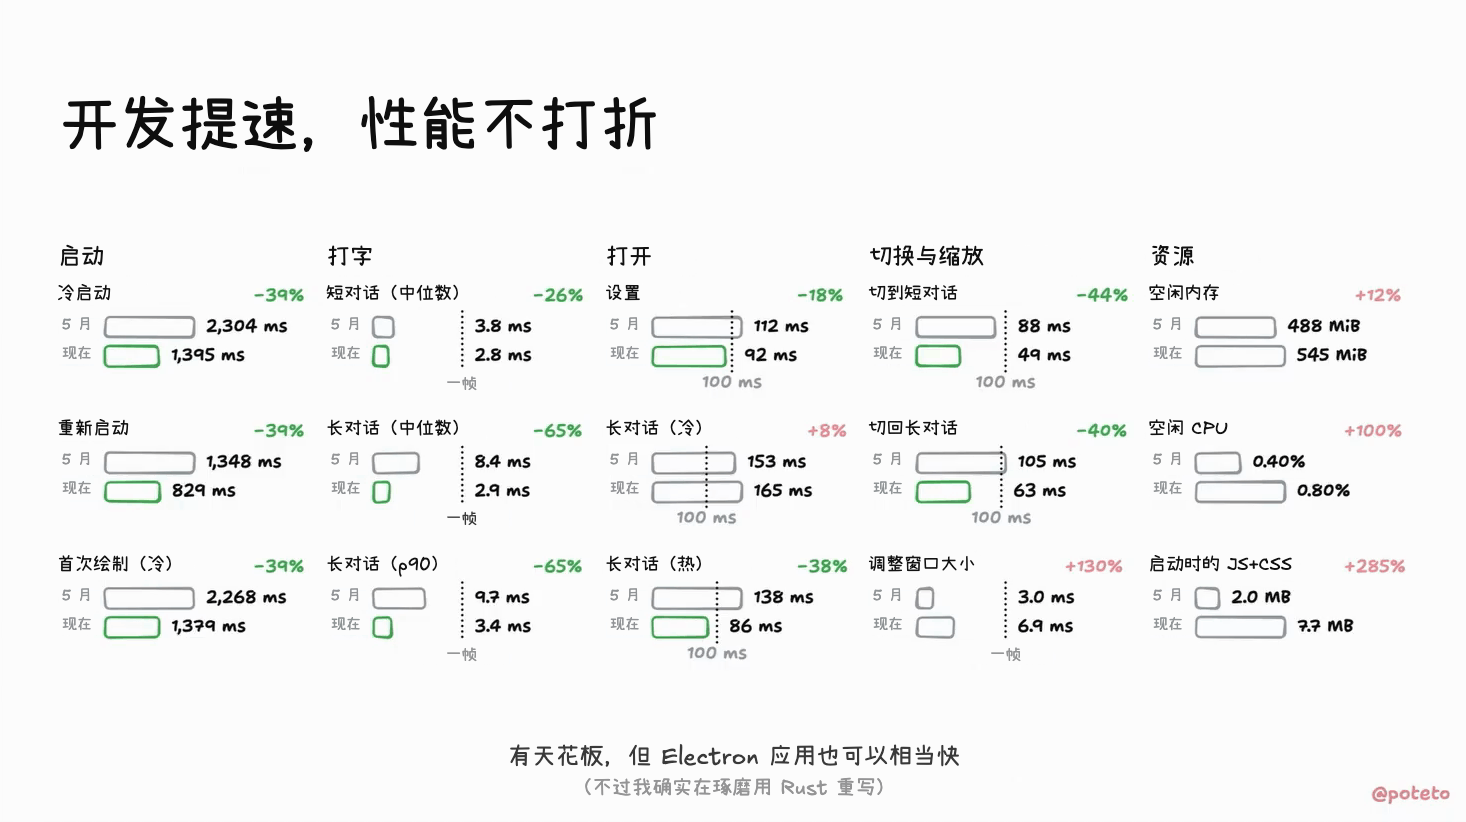 开发提速，性能不打折
启动
冷启动 -39%
5 月 2,304 ms
现在 1,395 ms
重新启动 -39%
5 月 1,348 ms
现在 829 ms
首次绘制（冷） -39%
5 月 2,268 ms
现在 1,379 ms
打字
短对话（中位数） -26%
5 月 3.8 ms
现在 2.8 ms
一帧
长对话（中位数） -65%
5 月 8.4 ms
现在 2.9 ms
一帧
长对话（p90） -65%
5 月 9.7 ms
现在 3.4 ms
一帧
打开
设置 -18%
5 月 112 ms
现在 92 ms
100 ms
长对话（冷） +8%
5 月 153 ms
现在 165 ms
100 ms
长对话（热） -38%
5 月 138 ms
现在 86 ms
100 ms
切换与缩放
切到短对话 -44%
5 月 88 ms
现在 49 ms
100 ms
切回长对话 -40%
5 月 105 ms
现在 63 ms
100 ms
调整窗口大小 +130%
5 月 3.0 ms
现在 6.9 ms
一帧
资源
空闲内存 +12%
5 月 488 MiB
现在 545 MiB
空闲 CPU +100%
5 月 0.40%
现在 0.80%
启动时的 JS+CSS +285%
5 月 2.0 MB
现在 7.7 MB
有天花板，但 Electron 应用也可以相当快
（不过我确实在琢磨用 Rust 重写）
@poteto